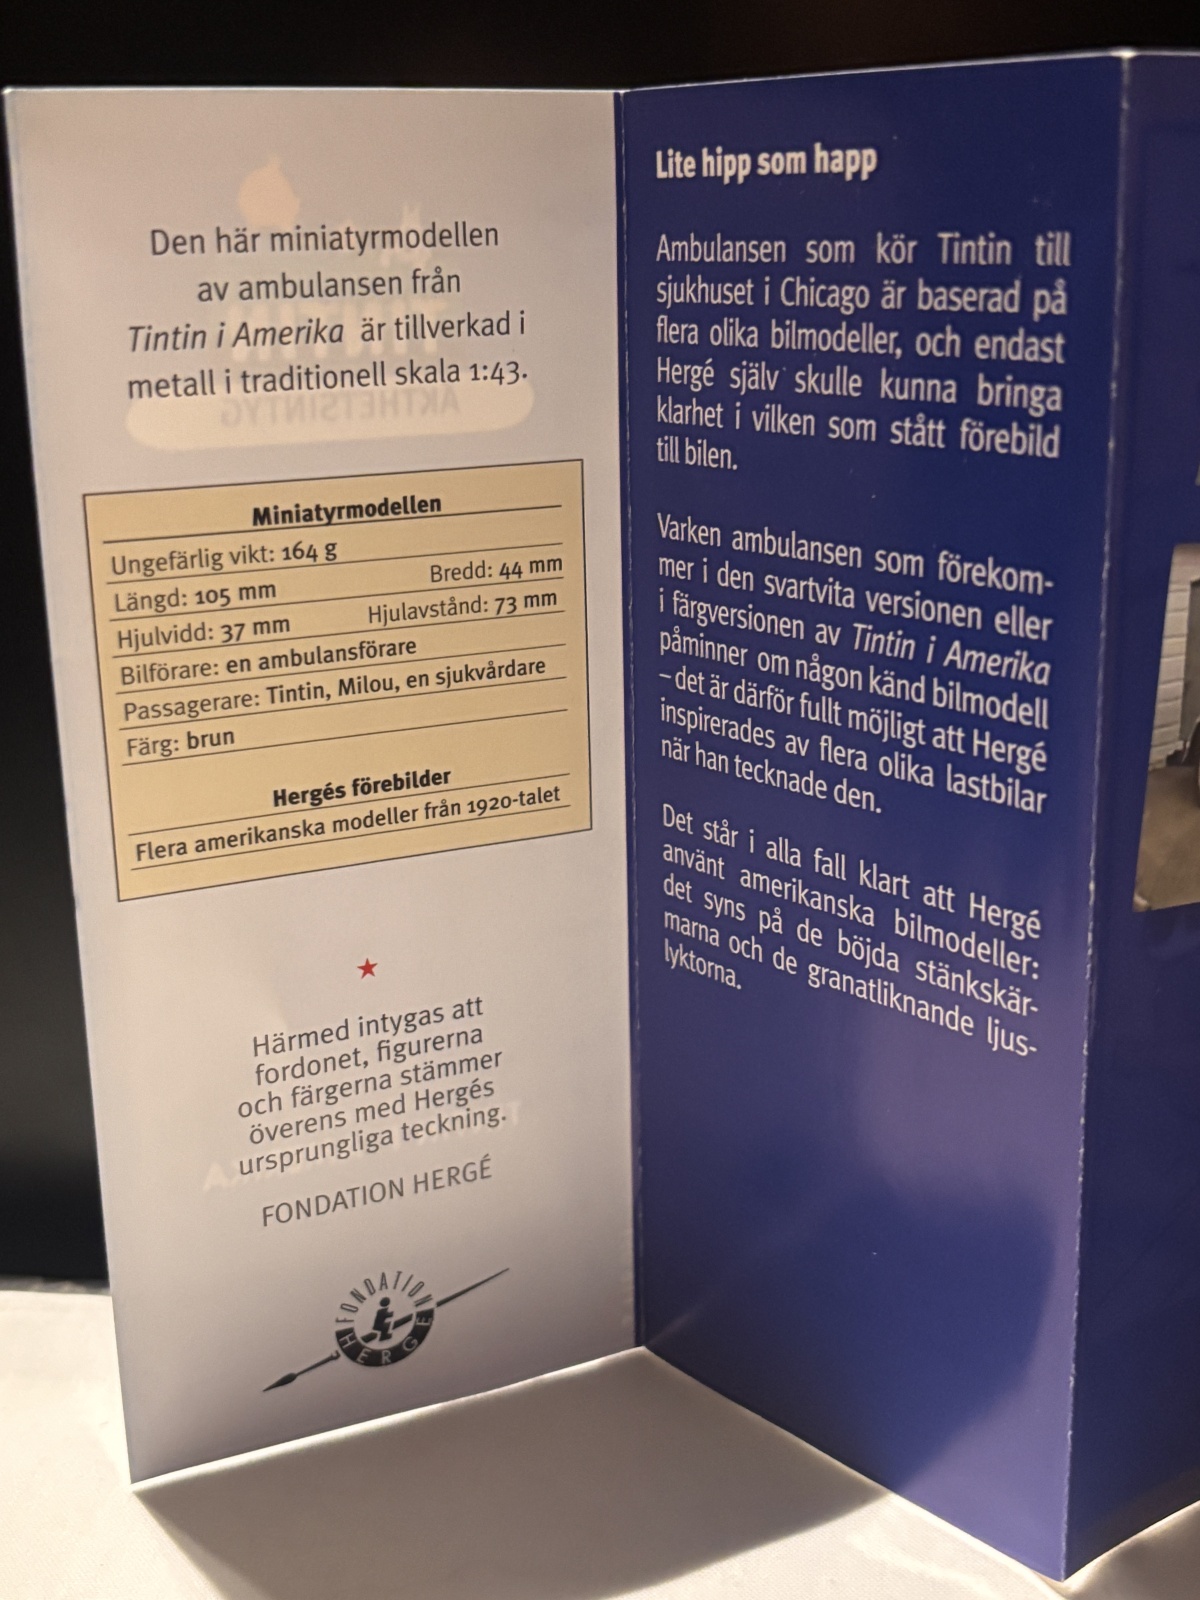 Den här miniatyrmodellen
av ambulansen från
Tintin i Amerika är tillverkad i
metall i traditionell skala 1:43.
ÄKTHETSINTYG
Miniatyrmodellen
Ungefärlig vikt: 164 g
Längd: 105 mm Bredd: 44 mm
Hjulvidd: 37 mm Hjulavstånd: 73 mm
Bilförare: en ambulansförare
Passagerare: Tintin, Milou, en sjukvårdare
Färg: brun
Hergés förebilder
Flera amerikanska modeller från 1920-talet
Härmed intygas att
fordonet, figurerna
och färgerna stämmer
överens med Hergés
ursprungliga teckning.
FONDATION HERGÉ
FONDATION
HERGÉ
Lite hipp som happ
Ambulansen som kör Tintin till
sjukhuset i Chicago är baserad på
flera olika bilmodeller, och endast
Hergé själv skulle kunna bringa
klarhet i vilken som stått förebild
till bilen.
Varken ambulansen som förekom-
mer i den svartvita versionen eller
i färgversionen av Tintin i Amerika
påminner om någon känd bilmodell
– det är därför fullt möjligt att Hergé
inspirerades av flera olika lastbilar
när han tecknade den.
Det står i alla fall klart att Hergé
använt amerikanska bilmodeller:
det syns på de böjda stänkskär-
marna och de granatliknande ljus-
lyktorna.